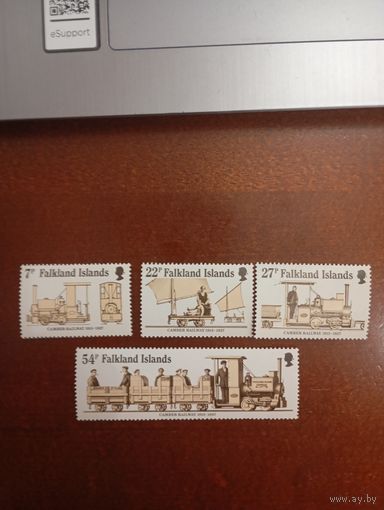 eSupport
7P Falkland Islands
CAMBER RAILWAY 1915-1927
22P Falkland Islands
CAMBER RAILWAY 1915-1927
27P Falkland Islands
CAMBER RAILWAY 1915-1927
54P Falkland Islands
CAMBER RAILWAY 1915-1927
www.ay.by